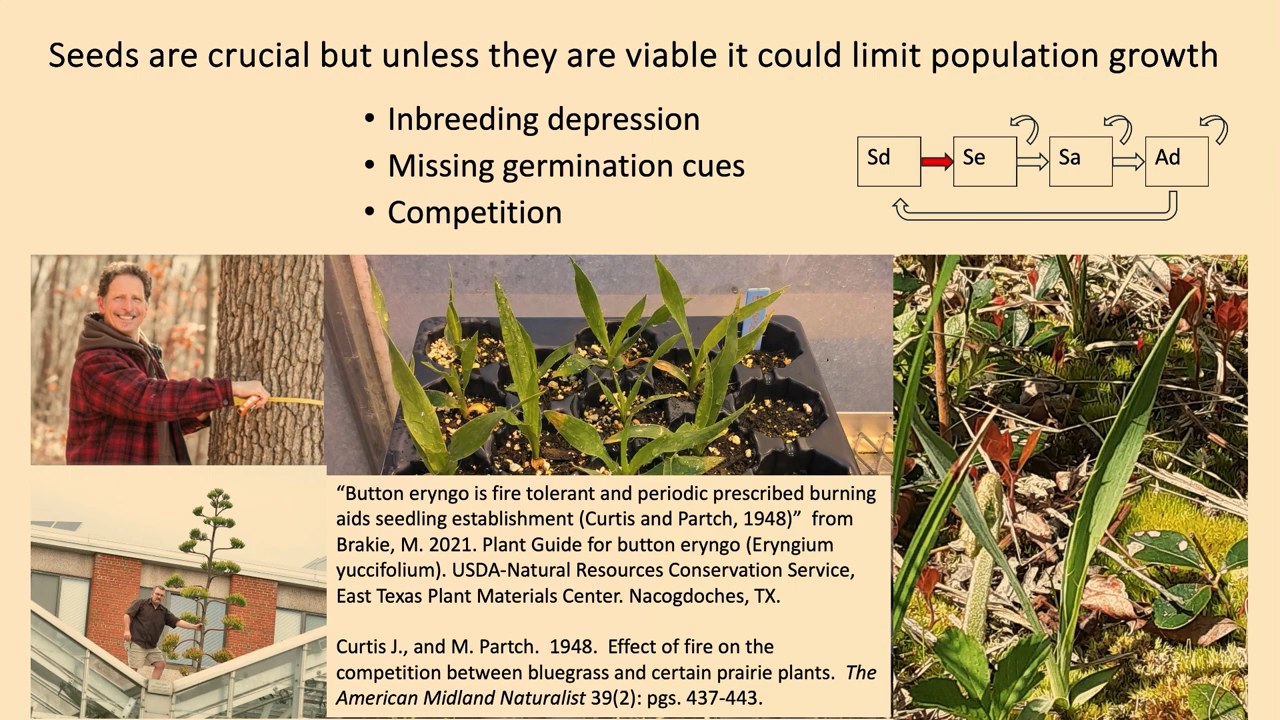 Seeds are crucial but unless they are viable it could limit population growth
• Inbreeding depression
• Missing germination cues
• Competition
Sd
Se
Sa
Ad
“Button eryngo is fire tolerant and periodic prescribed burning
aids seedling establishment (Curtis and Partch, 1948)” from
Brakie, M. 2021. Plant Guide for button eryngo (Eryngium
yuccifolium). USDA-Natural Resources Conservation Service,
East Texas Plant Materials Center. Nacogdoches, TX.
Curtis J., and M. Partch. 1948. Effect of fire on the
competition between bluegrass and certain prairie plants. The
American Midland Naturalist 39(2): pgs. 437-443.